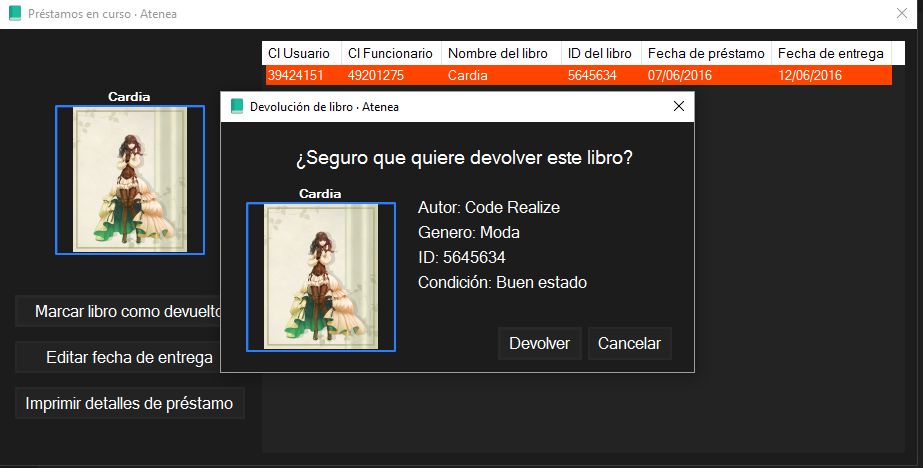 Préstamos en curso · Atenea
CI Usuario CI Funcionario Nombre del libro ID del libro Fecha de préstamo Fecha de entrega
39424151 49201275 Cardia 5645634 07/06/2016 12/06/2016
Cardia
Marcar libro como devuelto
Editar fecha de entrega
Imprimir detalles de préstamo
Devolución de libro · Atenea
¿Seguro que quiere devolver este libro?
Cardia
Autor: Code Realize
Genero: Moda
ID: 5645634
Condición: Buen estado
Devolver Cancelar